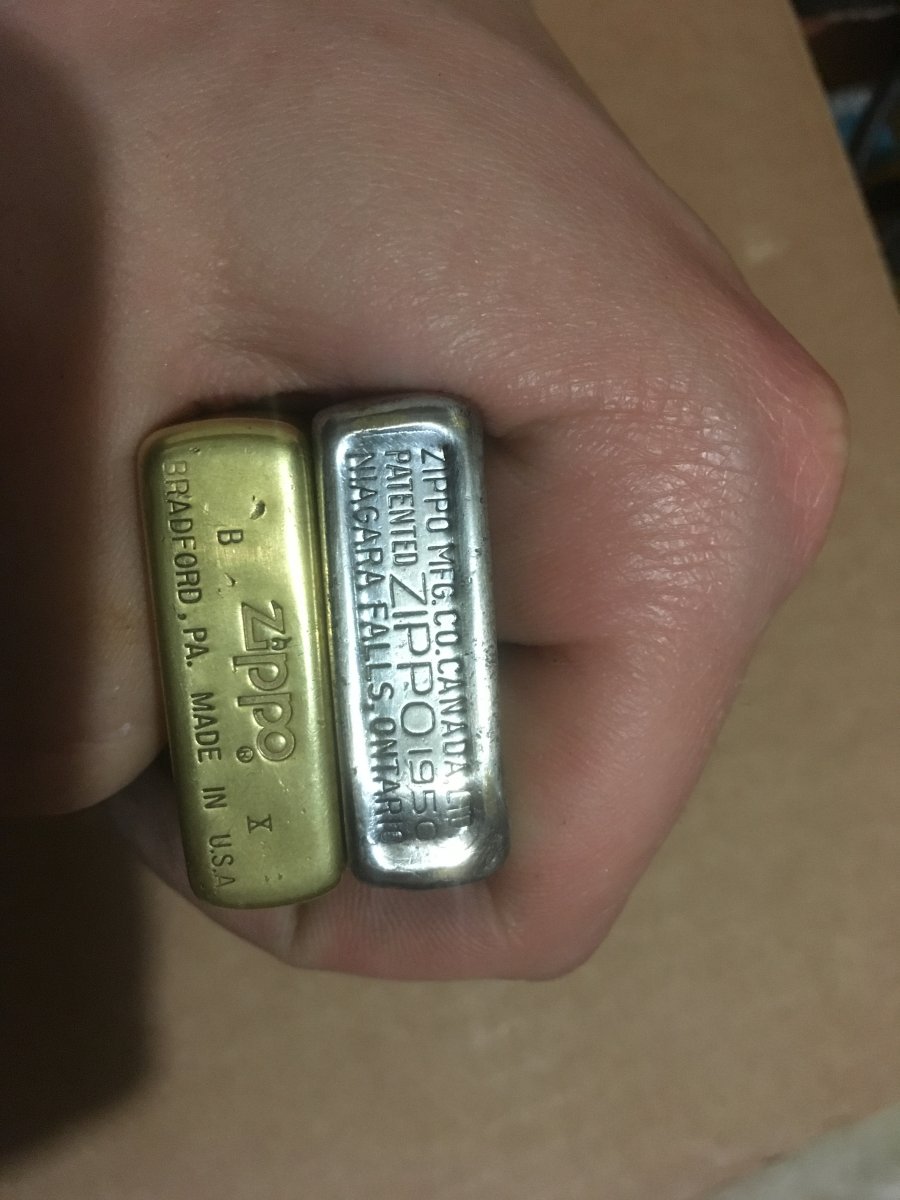 ZIPPO MFG.CO.CANADA LTD.
PATENTED ZIPPO 1950
NIAGARA FALLS, ONTARIO
B Zippo ® X
BRADFORD, PA. MADE IN U.S.A.